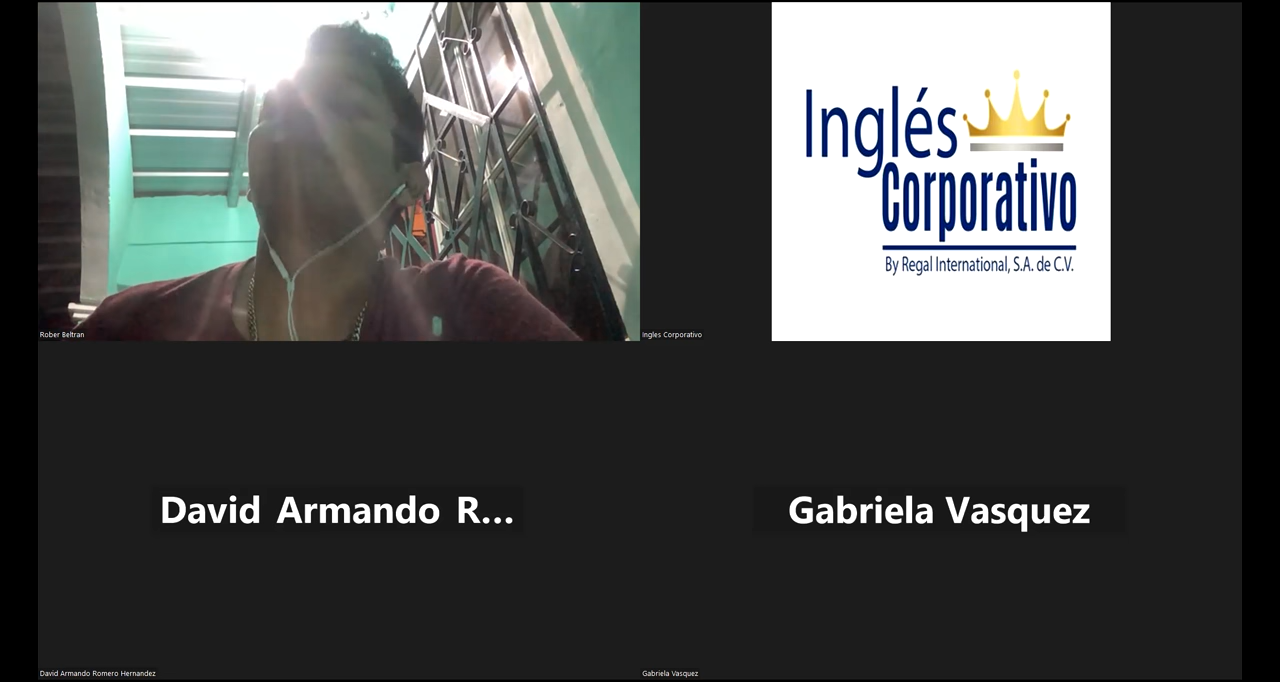 Rober Beltran
Inglés
Corporativo
By Regal International, S.A. de C.V.
Ingles Corporativo
David Armando R...
Gabriela Vasquez
David Armando Romero Hernandez
Gabriela Vasquez